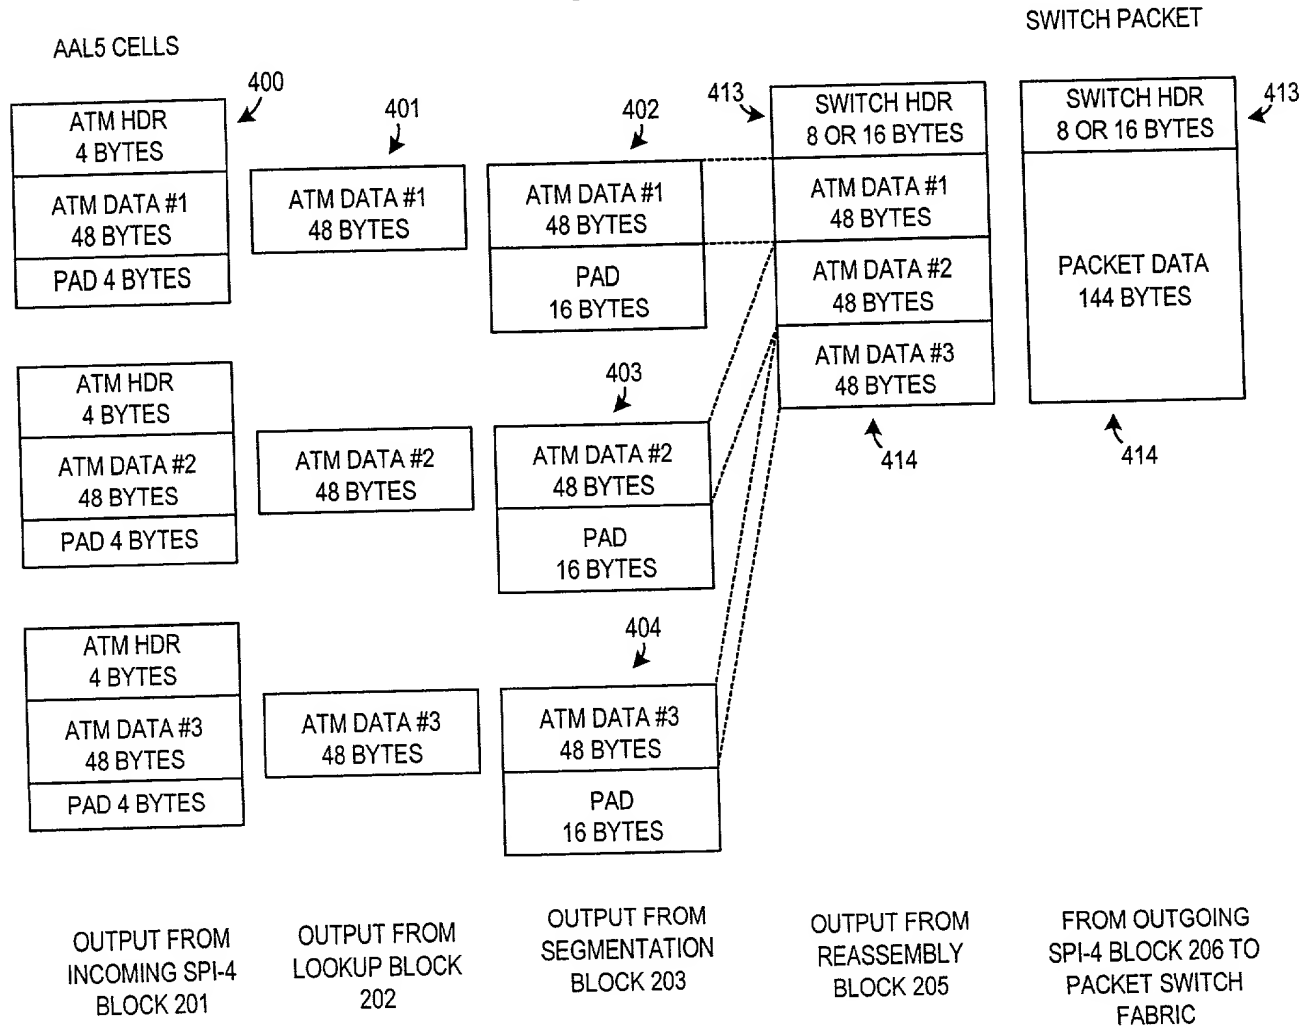 SWITCH PACKET
AAL5 CELLS
400
ATM HDR
4 BYTES
ATM DATA #1
48 BYTES
PAD 4 BYTES
401
ATM DATA #1
48 BYTES
402
ATM DATA #1
48 BYTES
PAD
16 BYTES
413
SWITCH HDR
8 OR 16 BYTES
ATM DATA #1
48 BYTES
ATM DATA #2
48 BYTES
ATM DATA #3
48 BYTES
414
SWITCH HDR
8 OR 16 BYTES
413
PACKET DATA
144 BYTES
414
ATM HDR
4 BYTES
ATM DATA #2
48 BYTES
PAD 4 BYTES
ATM DATA #2
48 BYTES
403
ATM DATA #2
48 BYTES
PAD
16 BYTES
ATM HDR
4 BYTES
ATM DATA #3
48 BYTES
PAD 4 BYTES
ATM DATA #3
48 BYTES
404
ATM DATA #3
48 BYTES
PAD
16 BYTES
OUTPUT FROM
INCOMING SPI-4
BLOCK 201
OUTPUT FROM
LOOKUP BLOCK
202
OUTPUT FROM
SEGMENTATION
BLOCK 203
OUTPUT FROM
REASSEMBLY
BLOCK 205
FROM OUTGOING
SPI-4 BLOCK 206 TO
PACKET SWITCH
FABRIC